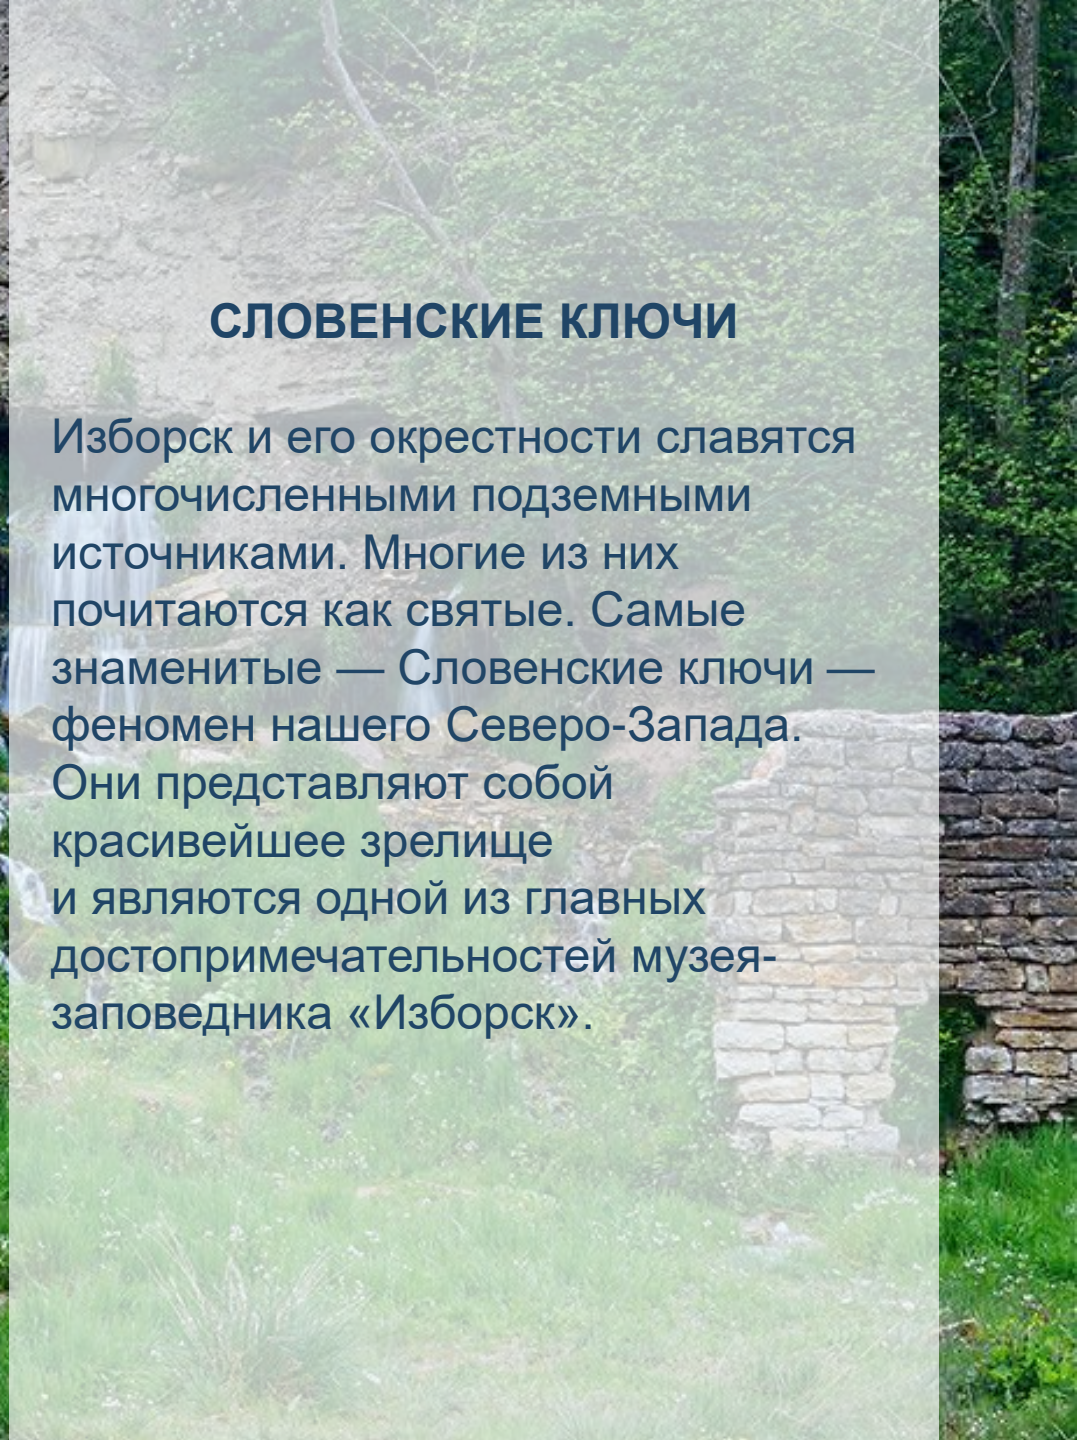 СЛОВЕНСКИЕ КЛЮЧИ
Изборск и его окрестности славятся
многочисленными подземными
источниками. Многие из них
почитаются как святые. Самые
знаменитые — Словенские ключи —
феномен нашего Северо-Запада.
Они представляют собой
красивейшее зрелище
и являются одной из главных
достопримечательностей музея-
заповедника «Изборск».